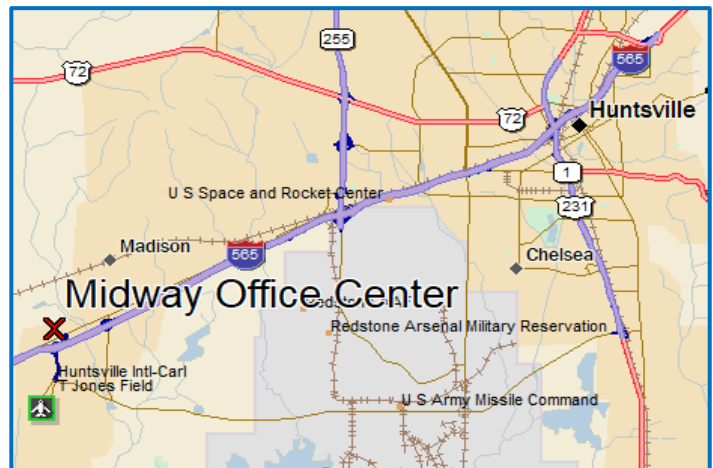 255
565
72
Huntsville
72
1
U S Space and Rocket Center
231
Madison
565
Chelsea
Midway Office Center
Redstone Arsenal Military Reservation
Huntsville Intl-Carl
T Jones Field
U S Army Missile Command